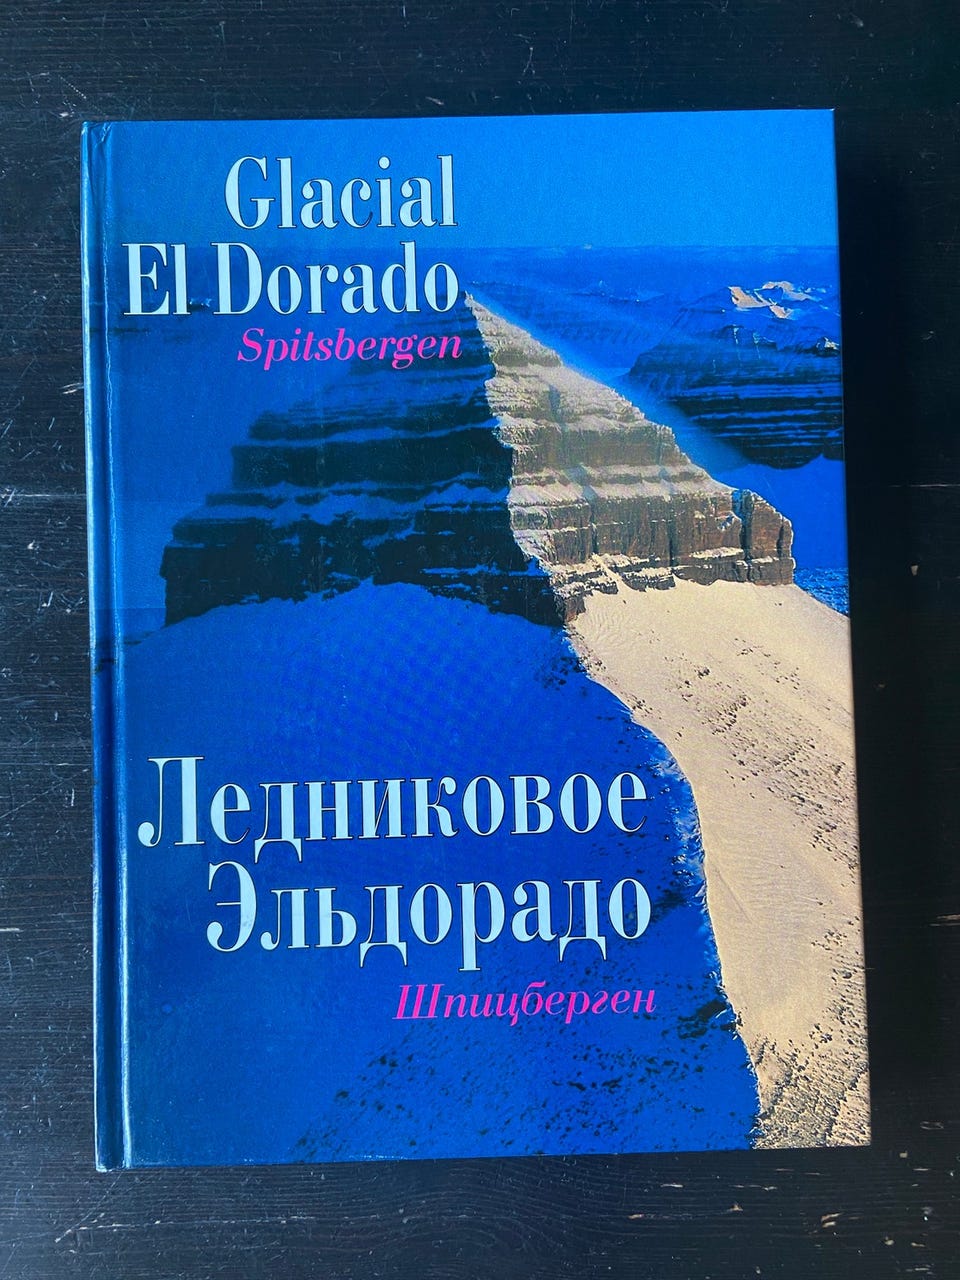 Glacial
El Dorado
Spitsbergen
Ледниковое
Эльдорадо
Шпицберген